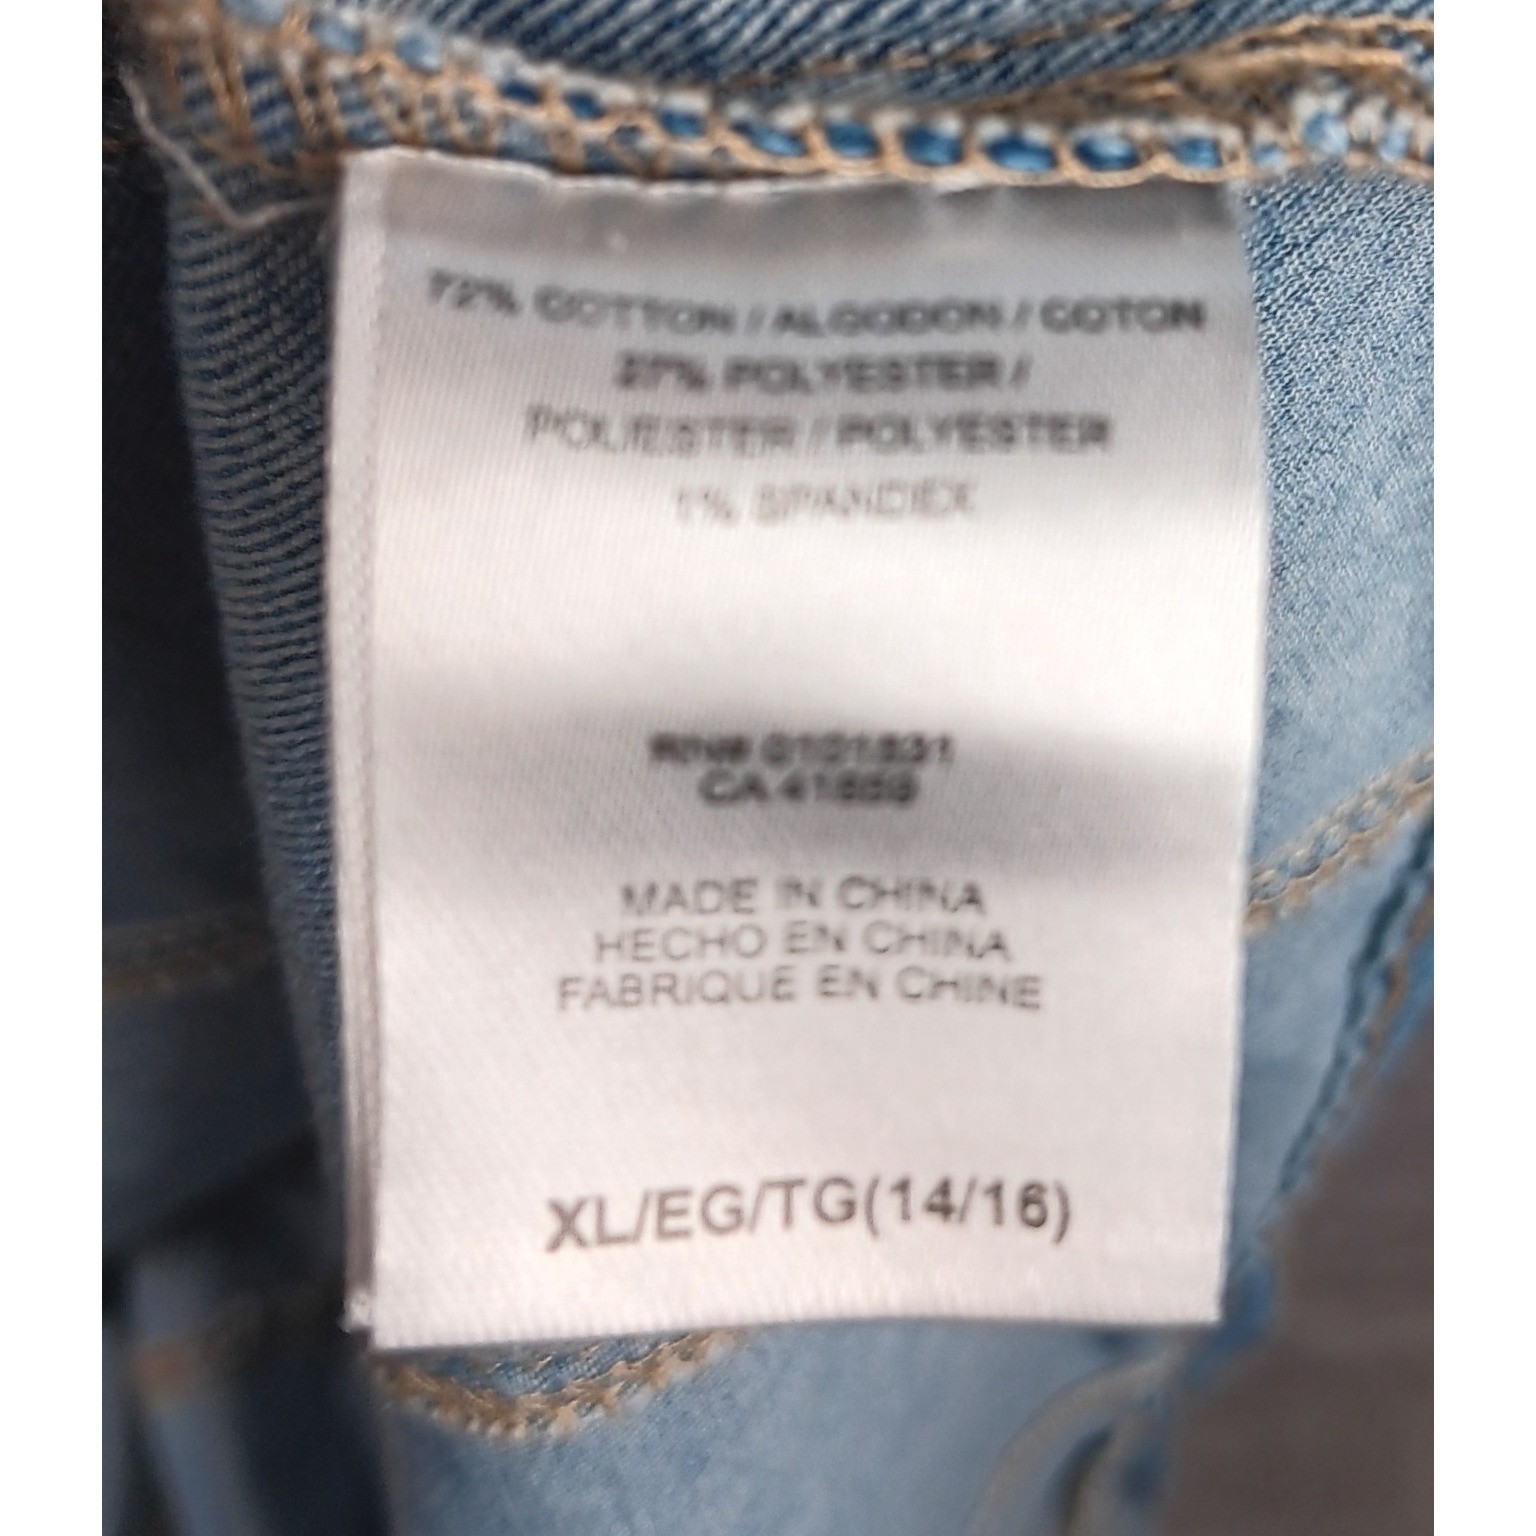 72% COTTON / ALGODON / COTON
27% POLYESTER /
POLIESTER / POLYESTER
1% SPANDEX
RN#
CA
MADE IN CHINA
HECHO EN CHINA
FABRIQUE EN CHINE
XL/EG/TG(14/16)